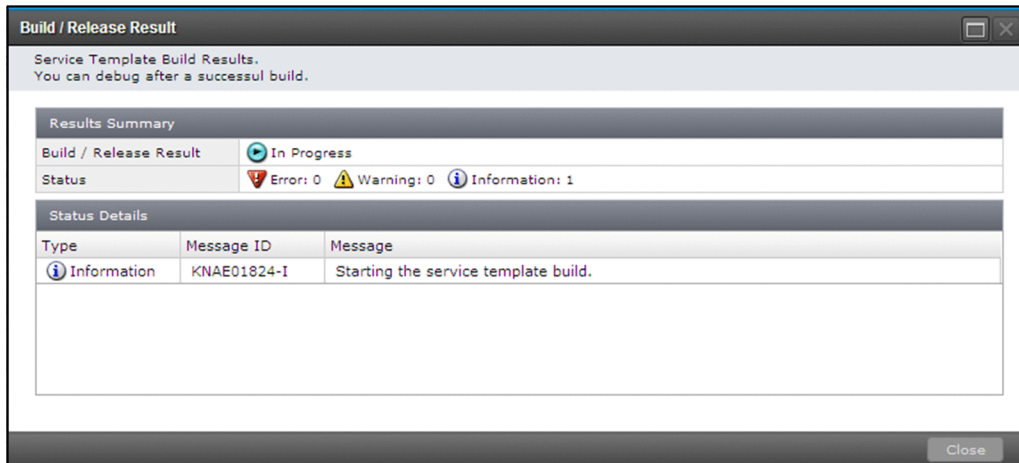 Build / Release Result
Service Template Build Results.
You can debug after a successul build.
Results Summary
Build / Release Result In Progress
Status Error: 0 Warning: 0 Information: 1
Status Details
Type Message ID Message
Information KNAE01824-I Starting the service template build.
Close